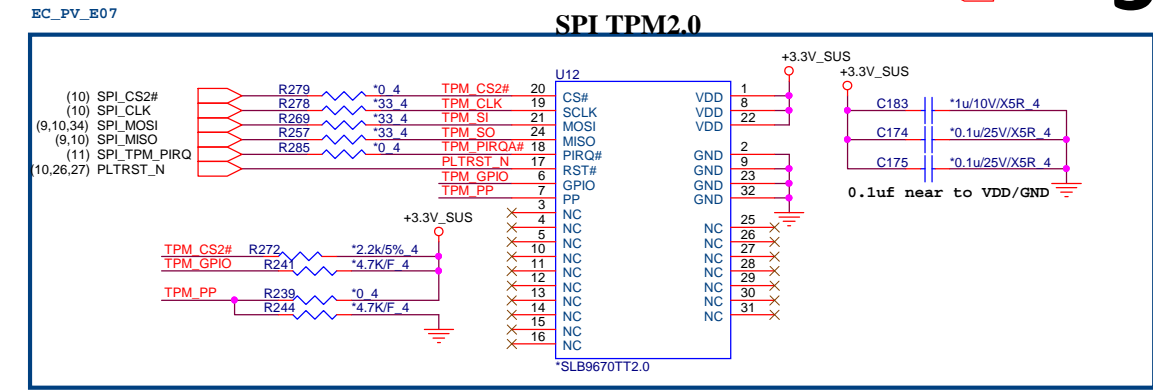 EC_PV_E07
SPI TPM2.0
U12
+3.3V_SUS
+3.3V_SUS
(10) SPI_CS2# R279 *0_4 TPM_CS2# 20 CS# VDD 1
(10) SPI_CLK R278 *33_4 TPM_CLK 19 SCLK VDD 8
(9,10,34) SPI_MOSI R269 *33_4 TPM_SI 21 MOSI VDD 22
(9,10) SPI_MISO R257 *33_4 TPM_SO 24 MISO
(11) SPI_TPM_PIRQ R285 *0_4 TPM_PIRQA# 18 PIRQ# GND 2
(10,26,27) PLTRST_N PLTRST_N 17 RST# GND 9
TPM_GPIO 6 GPIO GND 23
TPM_PP 7 PP GND 32
C183 *1u/10V/X5R_4
C174 *0.1u/25V/X5R_4
C175 *0.1u/25V/X5R_4
0.1uf near to VDD/GND
3 NC
4 NC NC 25
5 NC NC 26
10 NC NC 27
11 NC NC 28
12 NC NC 29
13 NC NC 30
14 NC NC 31
15 NC
16 NC
*SLB9670TT2.0
+3.3V_SUS
TPM_CS2# R272 *2.2k/5%_4
TPM_GPIO R241 *4.7K/F_4
TPM_PP R239 *0_4
R244 *4.7K/F_4